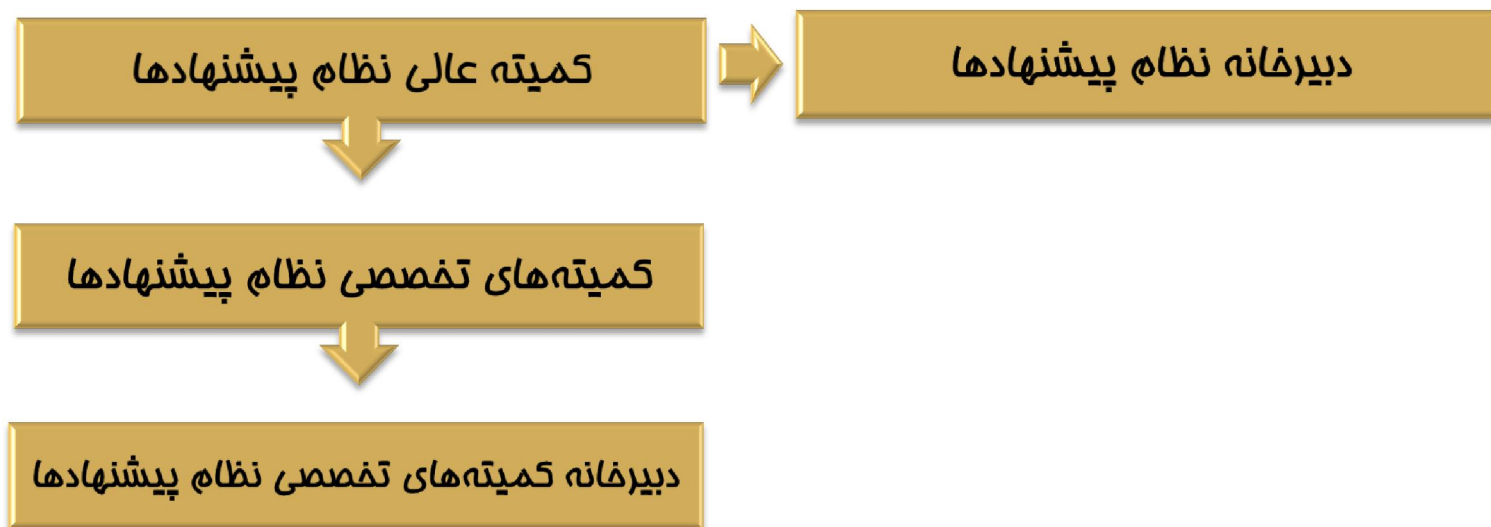 کمیته عالی نظام پیشنهادها
دبیرخانه نظام پیشنهادها
کمیته‌های تخصصی نظام پیشنهادها
دبیرخانه کمیته‌های تخصصی نظام پیشنهادها